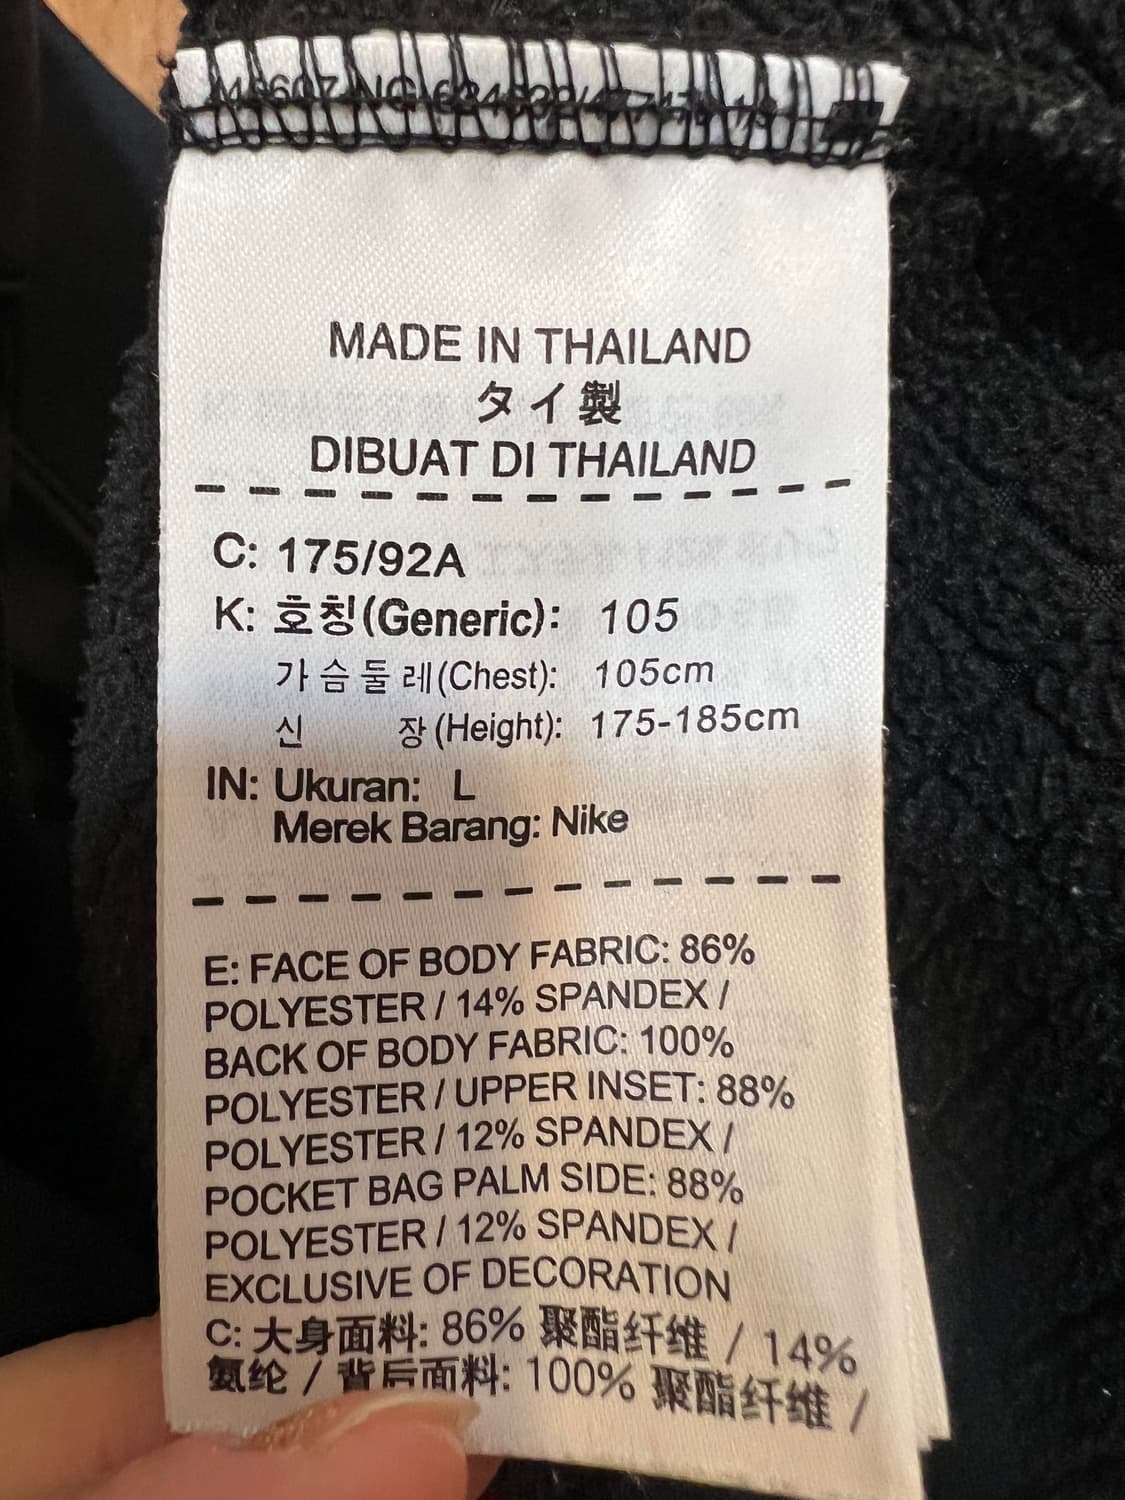 MADE IN THAILAND
タイ製
DIBUAT DI THAILAND
C: 175/92A
K: 호칭(Generic): 105
가슴둘레(Chest): 105cm
신 장(Height): 175-185cm
IN: Ukuran: L
Merek Barang: Nike
E: FACE OF BODY FABRIC: 86%
POLYESTER / 14% SPANDEX /
BACK OF BODY FABRIC: 100%
POLYESTER / UPPER INSET: 88%
POLYESTER / 12% SPANDEX /
POCKET BAG PALM SIDE: 88%
POLYESTER / 12% SPANDEX /
EXCLUSIVE OF DECORATION
C: 大身面料: 86% 聚酯纤维 / 14%
氨纶 / 背后面料: 100% 聚酯纤维 /